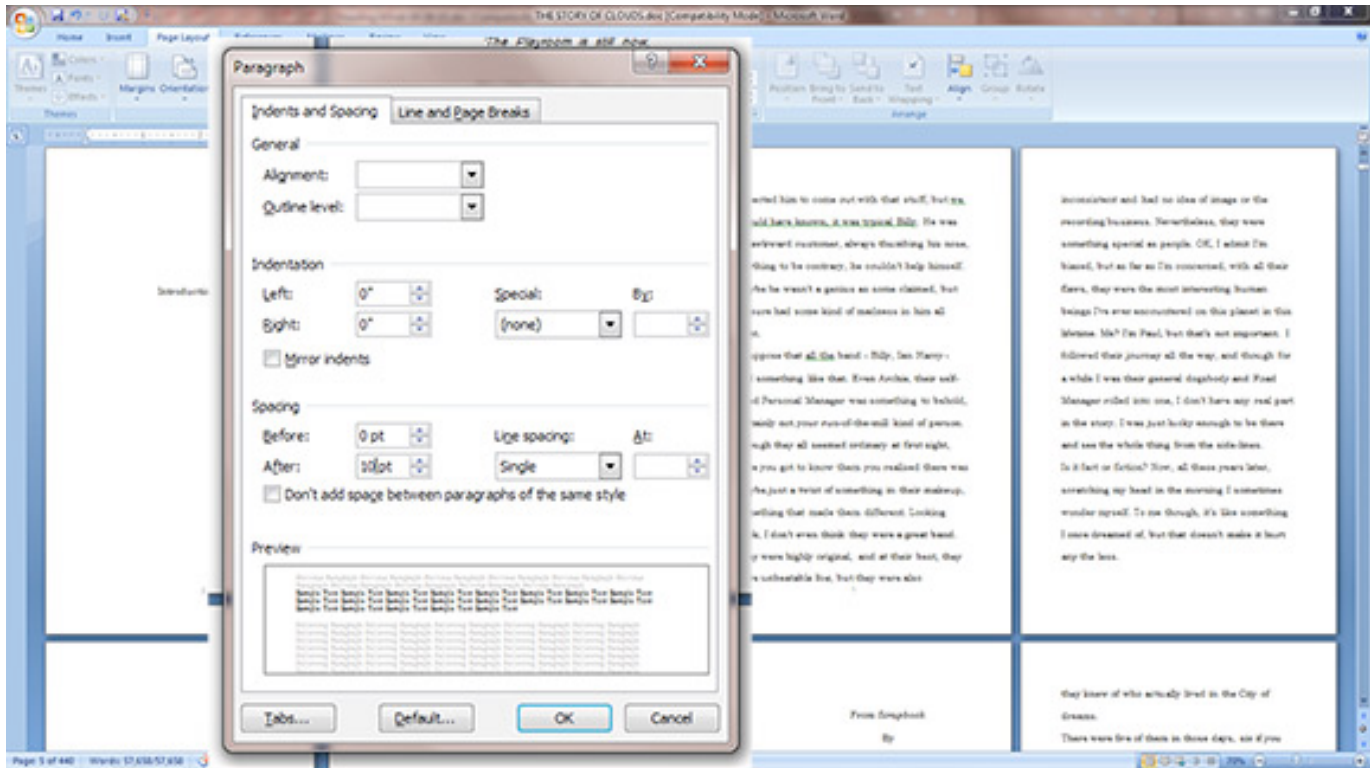 THE STORY OF CLOUDS.doc [Compatibility Mode] - Microsoft Word
Home Insert Page Layout
'The Playroom is still now.
Colors
Fonts
Effects
Themes
Margins Orientation
Themes
Position Bring to Front Send to Back Text Wrapping Align Group Rotate
Arrange
Paragraph
Indents and Spacing Line and Page Breaks
General
Alignment:
Outline level:
Indentation
Left: 0" Special: By:
Right: 0" (none)
Mirror indents
Spacing
Before: 0 pt Line spacing: At:
After: 10 pt Single
Don't add space between paragraphs of the same style
Preview
Tabs... Default... OK Cancel
Introductio
him to come out with that stuff, but we,
have known, it was typical Billy. He was
customer, always thumbing his nose,
thing to be contrary, he couldn't help himself.
he wasn't a genius as some claimed, but
had some kind of madness in him all
that all the band - Billy, Ian Harry -
something like that. Even Archie, their self-
Personal Manager was something to behold,
not your run-of-the-mill kind of person.
they all seemed ordinary at first sight,
you got to know them you realised there was
just a twist of something in their makeup,
that made them different. Looking
I don't even think they were a great band.
were highly original, and at their best, they
unbeatable live, but they were also
inconsistent and had no idea of image or the
recording business. Nevertheless, they were
something special as people. OK, I admit I'm
biased, but as far as I'm concerned, with all their
flaws, they were the most interesting human
beings I've ever encountered on this planet in this
lifetime. Me? I'm Paul, but that's not important. I
followed their journey all the way, and though for
a while I was their general dogsbody and Road
Manager rolled into one, I don't have any real part
in the story. I was just lucky enough to be there
and see the whole thing from the side-lines.
Is it fact or fiction? Now, all these years later,
scratching my head in the morning I sometimes
wonder myself. To me though, it's like something
I once dreamed of, but that doesn't make it hurt
any the less.
From Scrapbook
By
they knew of who actually lived in the City of
dreams.
There were five of them in those days, six if you
Page 5 of 440 Words: 57,658/57,658
70%